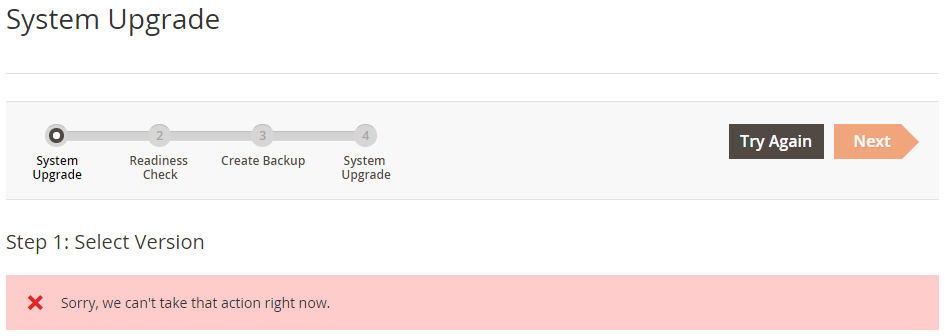 System Upgrade
2
3
4
System
Upgrade
Readiness
Check
Create Backup
System
Upgrade
Try Again
Next
Step 1: Select Version
Sorry, we can't take that action right now.